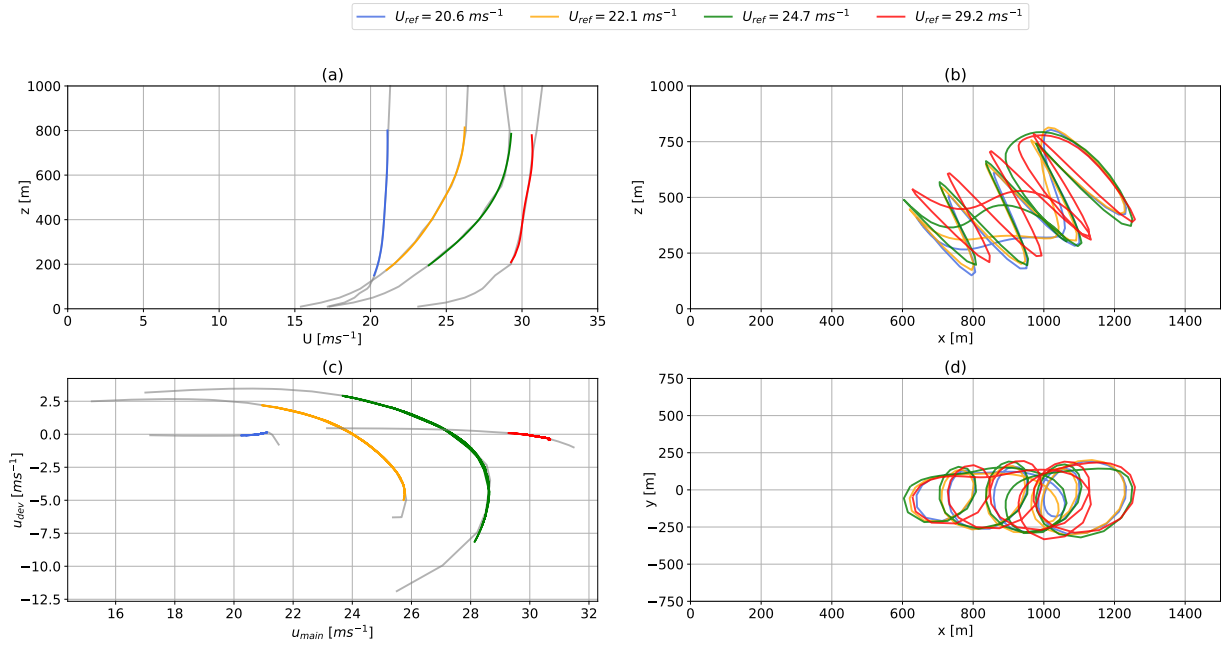 U_ref = 20.6 ms⁻¹ U_ref = 22.1 ms⁻¹ U_ref = 24.7 ms⁻¹ U_ref = 29.2 ms⁻¹
(a)
1000
800
600
400
200
0
z [m]
0 5 10 15 20 25 30 35
U [ms⁻¹]
(b)
1000
750
500
250
0
z [m]
0 200 400 600 800 1000 1200 1400
x [m]
(c)
2.5
0.0
−2.5
−5.0
−7.5
−10.0
−12.5
u_dev [ms⁻¹]
16 18 20 22 24 26 28 30 32
u_main [ms⁻¹]
(d)
750
500
250
0
−250
−500
−750
y [m]
0 200 400 600 800 1000 1200 1400
x [m]